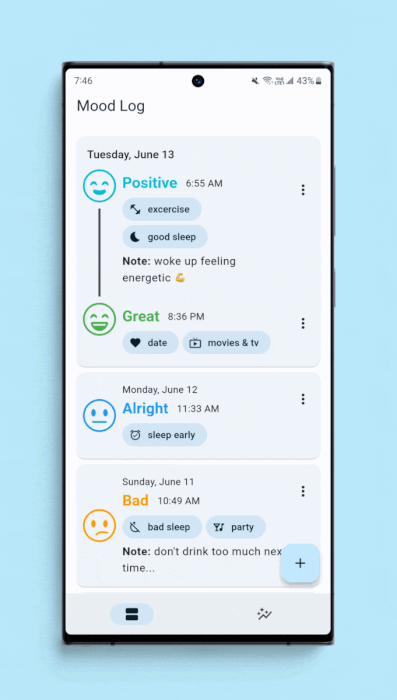 7:46
43%
Mood Log
Tuesday, June 13
Positive 6:55 AM
excercise
good sleep
Note: woke up feeling
energetic 💪
Great 8:36 PM
date movies & tv
Monday, June 12
Alright 11:33 AM
sleep early
Sunday, June 11
Bad 10:49 AM
bad sleep party
Note: don't drink too much nex
time...
+